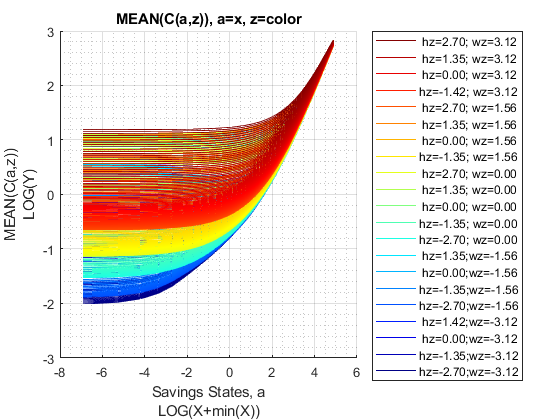 MEAN(C(a,z)), a=x, z=color
MEAN(C(a,z))
LOG(Y)
3
2
1
0
-1
-2
-3
-8
-6
-4
-2
0
2
4
6
Savings States, a
LOG(X+min(X))
hz=2.70; wz=3.12
hz=1.35; wz=3.12
hz=0.00; wz=3.12
hz=-1.42; wz=3.12
hz=2.70; wz=1.56
hz=1.35; wz=1.56
hz=0.00; wz=1.56
hz=-1.35; wz=1.56
hz=2.70; wz=0.00
hz=1.35; wz=0.00
hz=0.00; wz=0.00
hz=-1.35; wz=0.00
hz=-2.70; wz=0.00
hz=1.35;wz=-1.56
hz=0.00;wz=-1.56
hz=-1.35;wz=-1.56
hz=-2.70;wz=-1.56
hz=1.42;wz=-3.12
hz=0.00;wz=-3.12
hz=-1.35;wz=-3.12
hz=-2.70;wz=-3.12